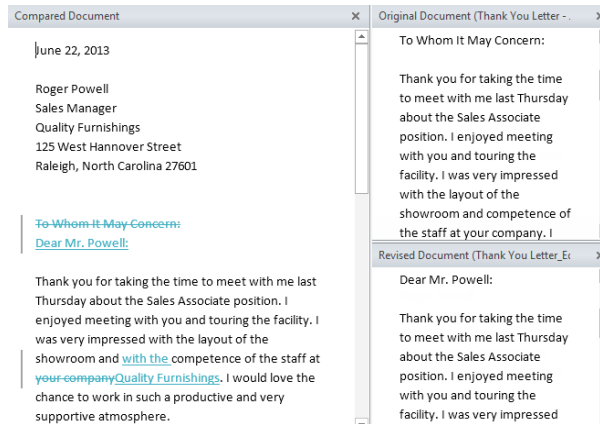 Compared Document
June 22, 2013
Roger Powell
Sales Manager
Quality Furnishings
125 West Hannover Street
Raleigh, North Carolina 27601
To Whom It May Concern:
Dear Mr. Powell:
Thank you for taking the time to meet with me last
Thursday about the Sales Associate position. I
enjoyed meeting with you and touring the facility. I
was very impressed with the layout of the
showroom and with the competence of the staff at
your companyQuality Furnishings. I would love the
chance to work in such a productive and very
supportive atmosphere.
Original Document (Thank You Letter - .
To Whom It May Concern:
Thank you for taking the time
to meet with me last Thursday
about the Sales Associate
position. I enjoyed meeting
with you and touring the
facility. I was very impressed
with the layout of the
showroom and competence of
the staff at your company. I
Revised Document (Thank You Letter_Ec
Dear Mr. Powell:
Thank you for taking the time
to meet with me last Thursday
about the Sales Associate
position. I enjoyed meeting
with you and touring the
facility. I was very impressed